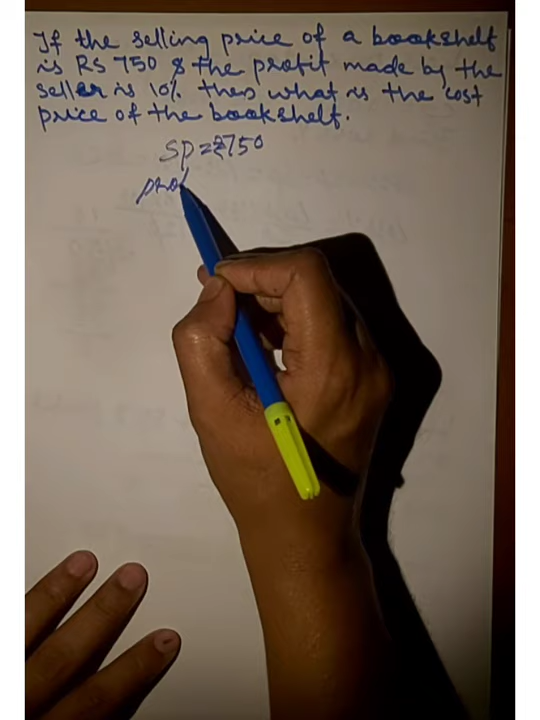 If the selling price of a bookshelf
is RS 750 & the profit made by the
seller is 10% then what is the cost
price of the bookshelf.
SP=₹750
prof